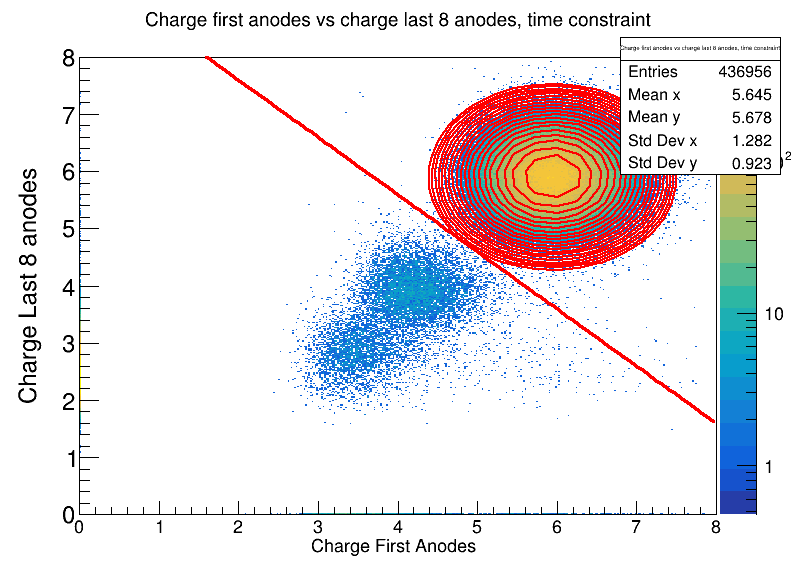 Charge first anodes vs charge last 8 anodes, time constraint
Charge first anodes vs charge last 8 anodes, time constraint
Entries 436956
Mean x 5.645
Mean y 5.678
Std Dev x 1.282
Std Dev y 0.923
8
7
6
5
4
3
2
1
0
Charge Last 8 anodes
0 1 2 3 4 5 6 7 8
Charge First Anodes
2
10
1